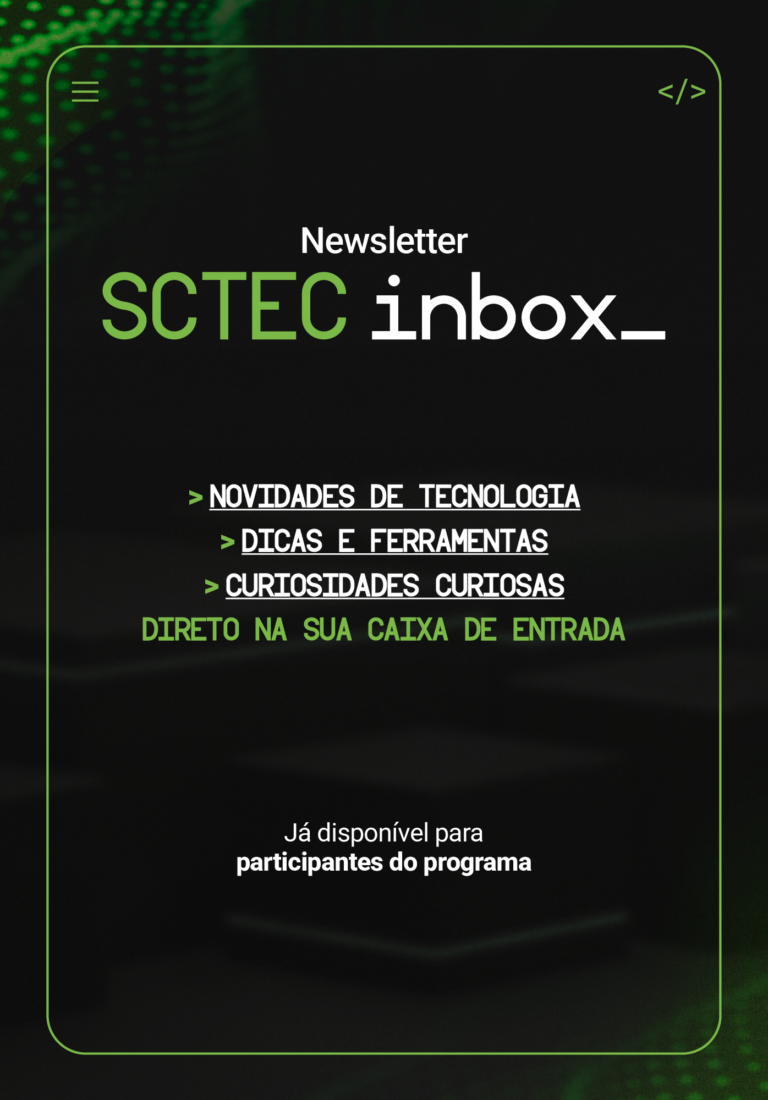 </>
Newsletter
SCTEC inbox_
> NOVIDADES DE TECNOLOGIA
> DICAS E FERRAMENTAS
> CURIOSIDADES CURIOSAS
DIRETO NA SUA CAIXA DE ENTRADA
Já disponível para
participantes do programa